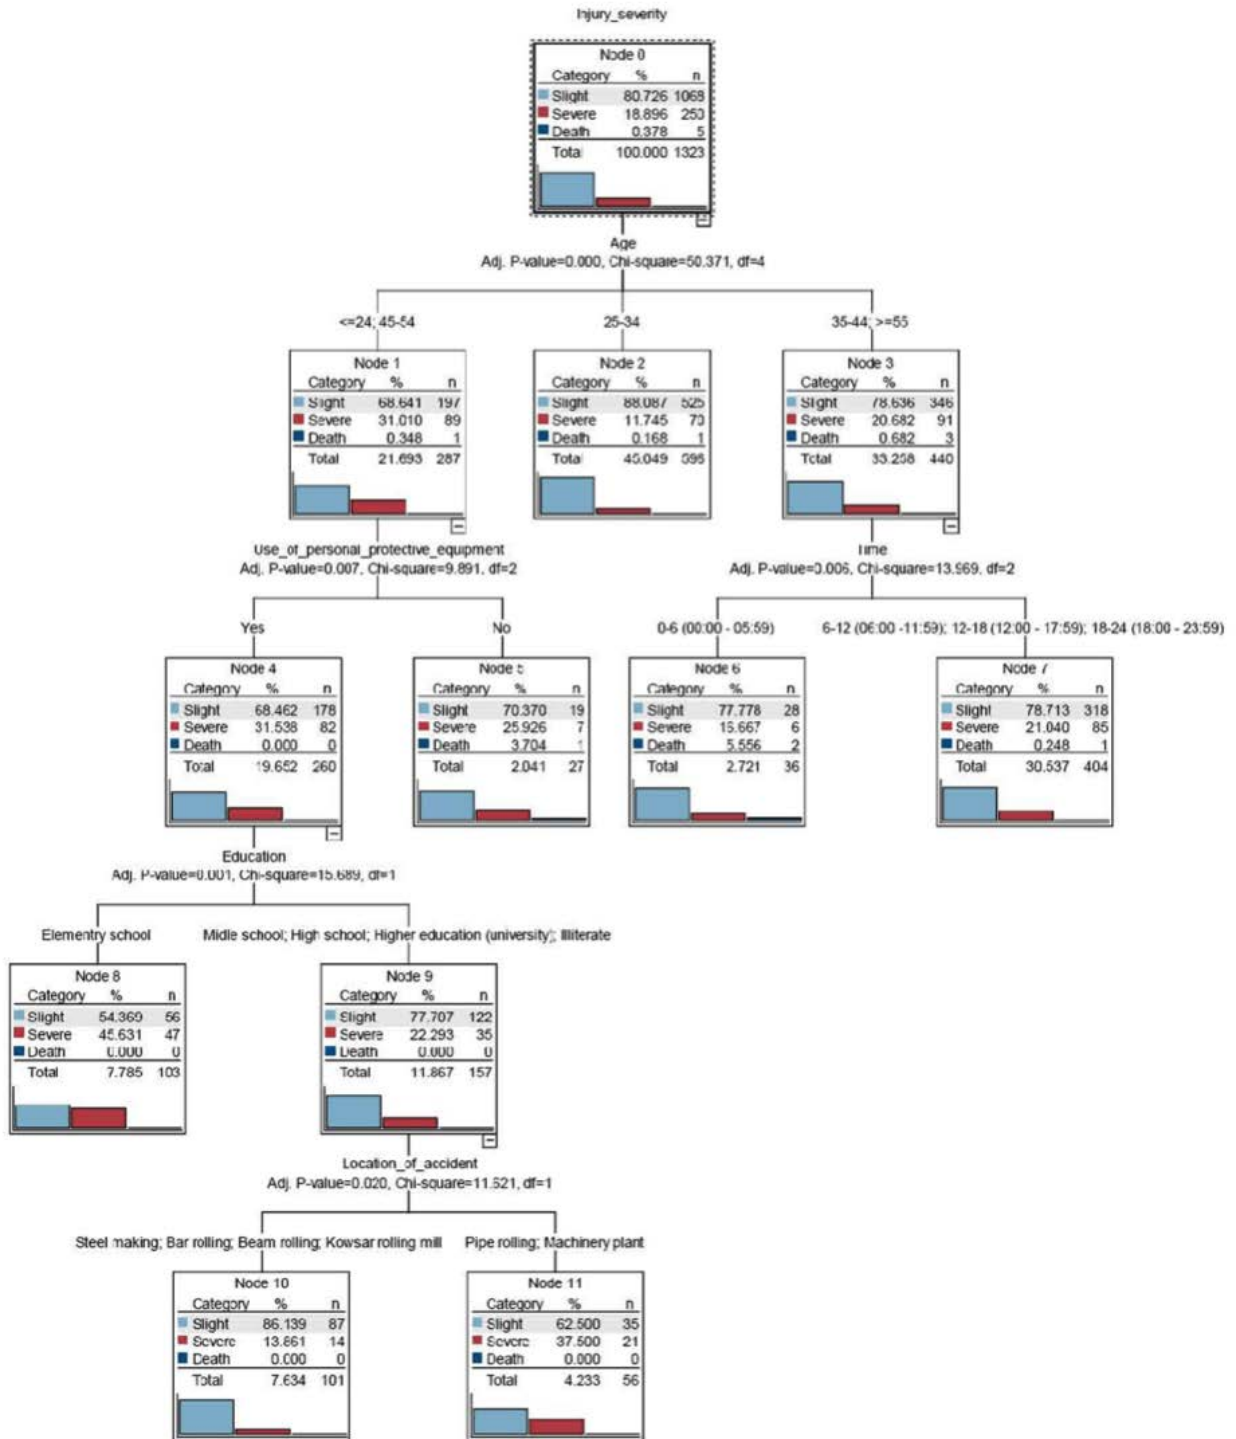 Injury_severity
Node 0
Category % n
Slight 80.726 1068
Severe 18.896 250
Death 0.378 5
Total 100.000 1323
Age
Adj. P-value=0.000, Chi-square=50.371, df=4
<=24; 45-54
25-34
35-44; >=55
Node 1
Category % n
Slight 68.641 197
Severe 31.010 89
Death 0.348 1
Total 21.693 287
Node 2
Category % n
Slight 88.087 525
Severe 11.745 70
Death 0.168 1
Total 45.049 596
Node 3
Category % n
Slight 78.636 346
Severe 20.682 91
Death 0.682 3
Total 33.258 440
Use_of_personal_protective_equipment
Adj. P-value=0.007, Chi-square=9.891, df=2
Time
Adj. P-value=0.006, Chi-square=13.969, df=2
Yes
No
0-6 (00:00 - 05:59)
6-12 (06:00 -11:59); 12-18 (12:00 - 17:59); 18-24 (18:00 - 23:59)
Node 4
Category % n
Slight 68.462 178
Severe 31.538 82
Death 0.000 0
Total 19.652 260
Node 5
Category % n
Slight 70.370 19
Severe 25.926 7
Death 3.704 1
Total 2.041 27
Node 6
Category % n
Slight 77.778 28
Severe 16.667 6
Death 5.556 2
Total 2.721 36
Node 7
Category % n
Slight 78.713 318
Severe 21.040 85
Death 0.248 1
Total 30.537 404
Education
Adj. P-value=0.001, Chi-square=15.689, df=1
Elementry school
Midle school; High school; Higher education (university); Illiterate
Node 8
Category % n
Slight 54.369 56
Severe 45.631 47
Death 0.000 0
Total 7.785 103
Node 9
Category % n
Slight 77.707 122
Severe 22.293 35
Death 0.000 0
Total 11.867 157
Location_of_accident
Adj. P-value=0.020, Chi-square=11.621, df=1
Steel making; Bar rolling; Beam rolling; Kowsar rolling mill
Pipe rolling; Machinery plant
Node 10
Category % n
Slight 86.139 87
Severe 13.861 14
Death 0.000 0
Total 7.634 101
Node 11
Category % n
Slight 62.500 35
Severe 37.500 21
Death 0.000 0
Total 4.233 56